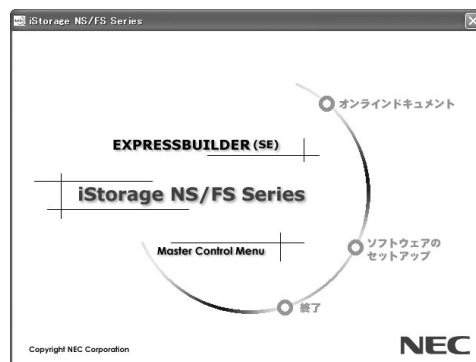 iStorage NS/FS Series
オンラインドキュメント
EXPRESSBUILDER (SE)
iStorage NS/FS Series
ソフトウェアの
セットアップ
Master Control Menu
終了
Copyright NEC Corporation
NEC